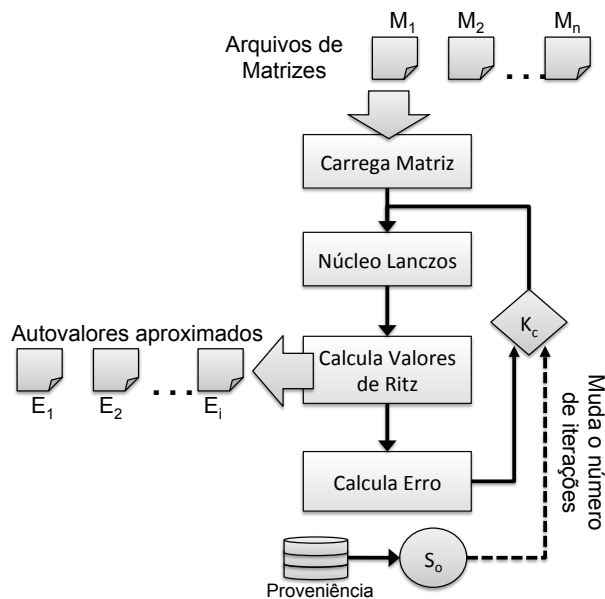 M₁ M₂ Mₙ
Arquivos de
Matrizes
. . .
Carrega Matriz
Núcleo Lanczos
K_c
Autovalores aproximados
Calcula Valores
de Ritz
. . .
E₁ E₂ Eᵢ
Muda o número
de iterações
Calcula Erro
Sₒ
Proveniência